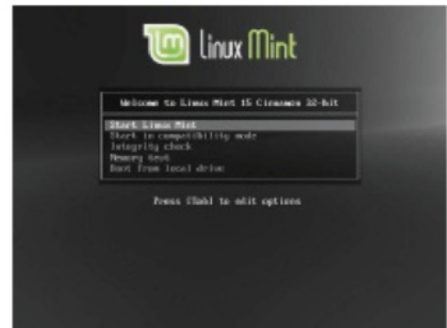 Linux Mint
Welcome to Linux Mint 15 Cinnamon 32-bit
Start Linux Mint
Start in compatibility mode
Integrity check
Memory test
Boot from local drive
Press [Tab] to edit options